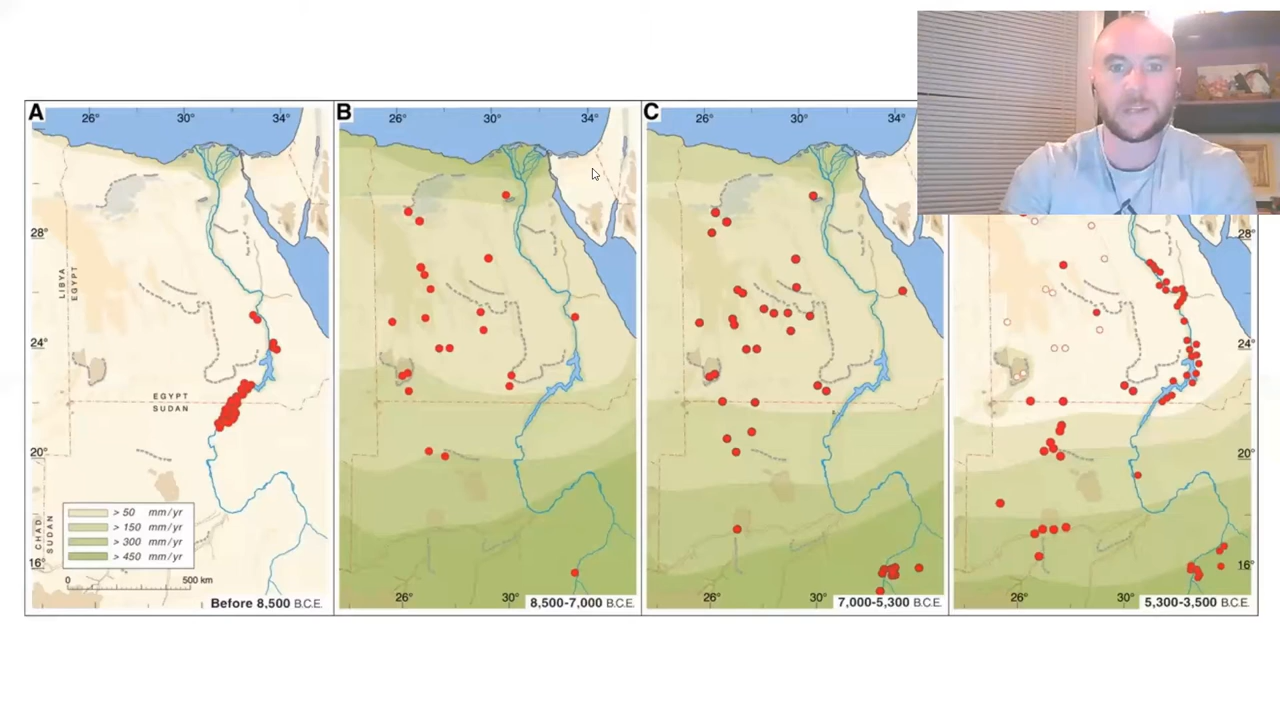 A
26° 30° 34°
28°
LIBYA
EGYPT
24°
EGYPT
SUDAN
20°
CHAD
SUDAN
16°
> 50 mm/yr
> 150 mm/yr
> 300 mm/yr
> 450 mm/yr
0 500 km
Before 8,500 B.C.E.
B
26° 30° 34°
26° 30°
8,500-7,000 B.C.E.
C
26° 30° 34°
26° 30°
7,000-5,300 B.C.E.
28°
24°
20°
16°
26° 30°
5,300-3,500 B.C.E.